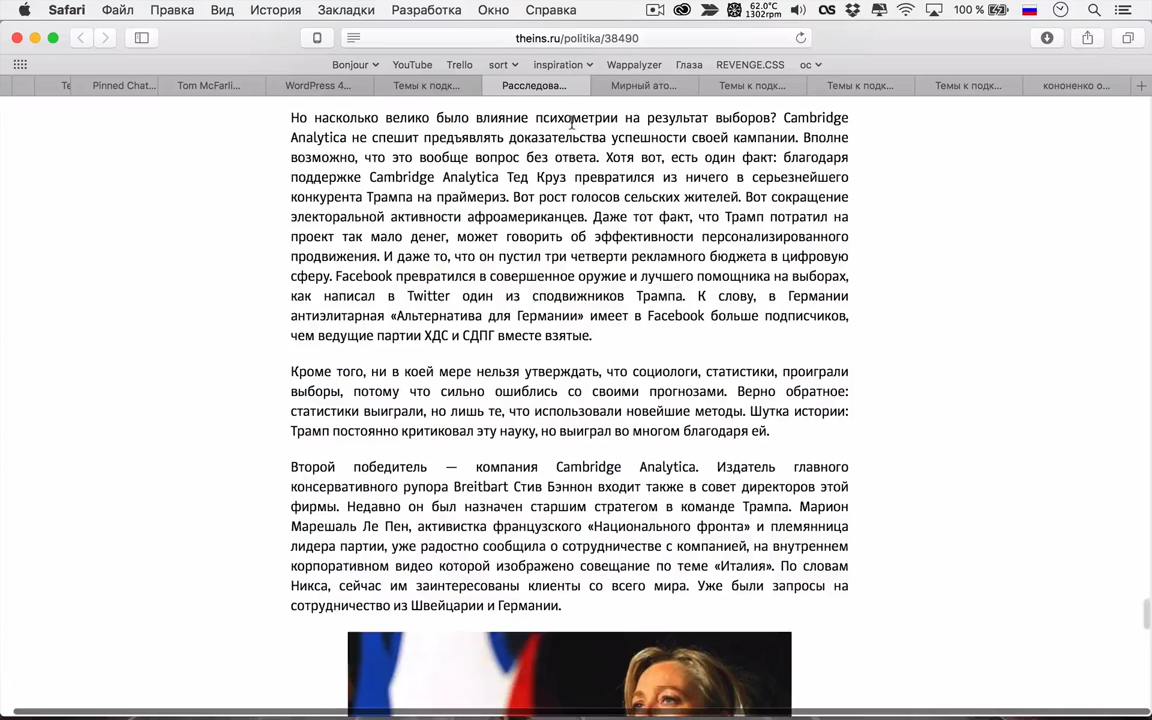 Safari Файл Правка Вид История Закладки Разработка Окно Справка 62.0°C 1302rpm 100 %
theins.ru/politika/38490
Bonjour YouTube Trello sort inspiration Wappalyzer Глаза REVENGE.CSS ос
Те Pinned Chat... Tom McFarli... WordPress 4... Темы к подк... Расследова... Мирный ато... Темы к подк... Темы к подк... Темы к подк... кононенко о...
Но насколько велико было влияние психометрии на результат выборов? Cambridge
Analytica не спешит предъявлять доказательства успешности своей кампании. Вполне
возможно, что это вообще вопрос без ответа. Хотя вот, есть один факт: благодаря
поддержке Cambridge Analytica Тед Круз превратился из ничего в серьезнейшего
конкурента Трампа на праймериз. Вот рост голосов сельских жителей. Вот сокращение
электоральной активности афроамериканцев. Даже тот факт, что Трамп потратил на
проект так мало денег, может говорить об эффективности персонализированного
продвижения. И даже то, что он пустил три четверти рекламного бюджета в цифровую
сферу. Facebook превратился в совершенное оружие и лучшего помощника на выборах,
как написал в Twitter один из сподвижников Трампа. К слову, в Германии
антиэлитарная «Альтернатива для Германии» имеет в Facebook больше подписчиков,
чем ведущие партии ХДС и СДПГ вместе взятые.
Кроме того, ни в коей мере нельзя утверждать, что социологи, статистики, проиграли
выборы, потому что сильно ошиблись со своими прогнозами. Верно обратное:
статистики выиграли, но лишь те, что использовали новейшие методы. Шутка истории:
Трамп постоянно критиковал эту науку, но выиграл во многом благодаря ей.
Второй победитель — компания Cambridge Analytica. Издатель главного
консервативного рупора Breitbart Стив Бэннон входит также в совет директоров этой
фирмы. Недавно он был назначен старшим стратегом в команде Трампа. Марион
Марешаль Ле Пен, активистка французского «Национального фронта» и племянница
лидера партии, уже радостно сообщила о сотрудничестве с компанией, на внутреннем
корпоративном видео которой изображено совещание по теме «Италия». По словам
Никса, сейчас им заинтересованы клиенты со всего мира. Уже были запросы на
сотрудничество из Швейцарии и Германии.